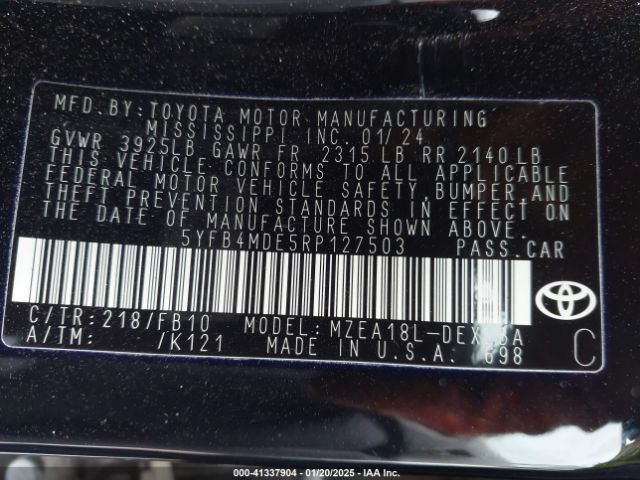 MFD. BY: TOYOTA MOTOR MANUFACTURING
MISSISSIPPI INC. 01/24
GVWR 3925LB GAWR FR 2315 LB RR 2140 LB
THIS VEHICLE CONFORMS TO ALL APPLICABLE
FEDERAL MOTOR VEHICLE SAFETY, BUMPER, AND
THEFT PREVENTION STANDARDS IN EFFECT ON
THE DATE OF MANUFACTURE SHOWN ABOVE.
5YFB4MDE5RP127503 PASS. CAR
C/TR: 218/FB10 MODEL:
A/TM: /K121 MADE IN U.S.A. 698
C
000-41337904 - 01/20/2025 - IAA Inc.